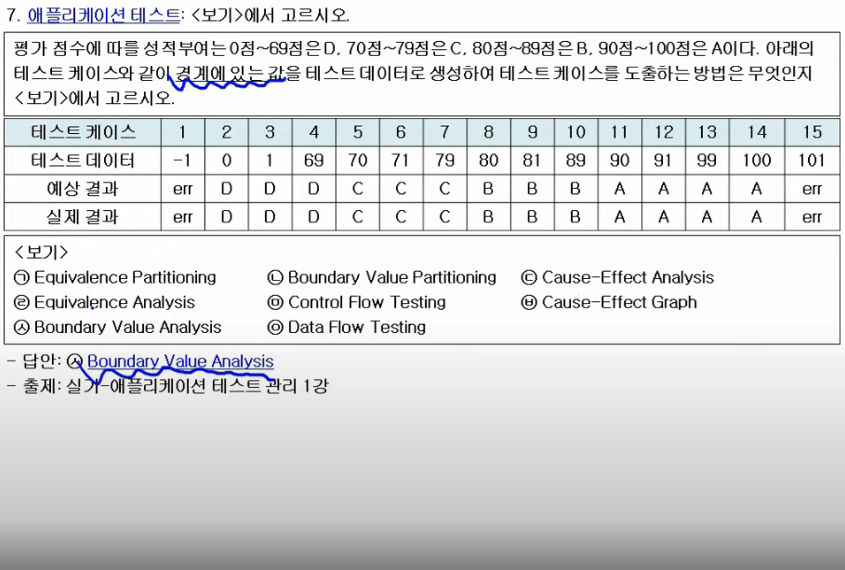 7. 애플리케이션 테스트: <보기>에서 고르시오.
평가 점수에 따를 성적부여는 0점~69점은 D, 70점~79점은 C, 80점~89점은 B, 90점~100점은 A이다. 아래의
테스트 케이스와 같이 경계에 있는 값을 테스트 데이터로 생성하여 테스트 케이스를 도출하는 방법은 무엇인지
<보기>에서 고르시오.
테스트 케이스 1 2 3 4 5 6 7 8 9 10 11 12 13 14 15
테스트 데이터 -1 0 1 69 70 71 79 80 81 89 90 91 99 100 101
예상 결과 err D D D C C C B B B A A A A err
실제 결과 err D D D C C C B B B A A A A err
<보기>
㉠ Equivalence Partitioning ㉡ Boundary Value Partitioning ㉢ Cause-Effect Analysis
㉣ Equivalence Analysis ㉤ Control Flow Testing ㉥ Cause-Effect Graph
㉦ Boundary Value Analysis ㉧ Data Flow Testing
- 답안: ㉦ Boundary Value Analysis
- 출제: 실기-애플리케이션 테스트 관리 1강